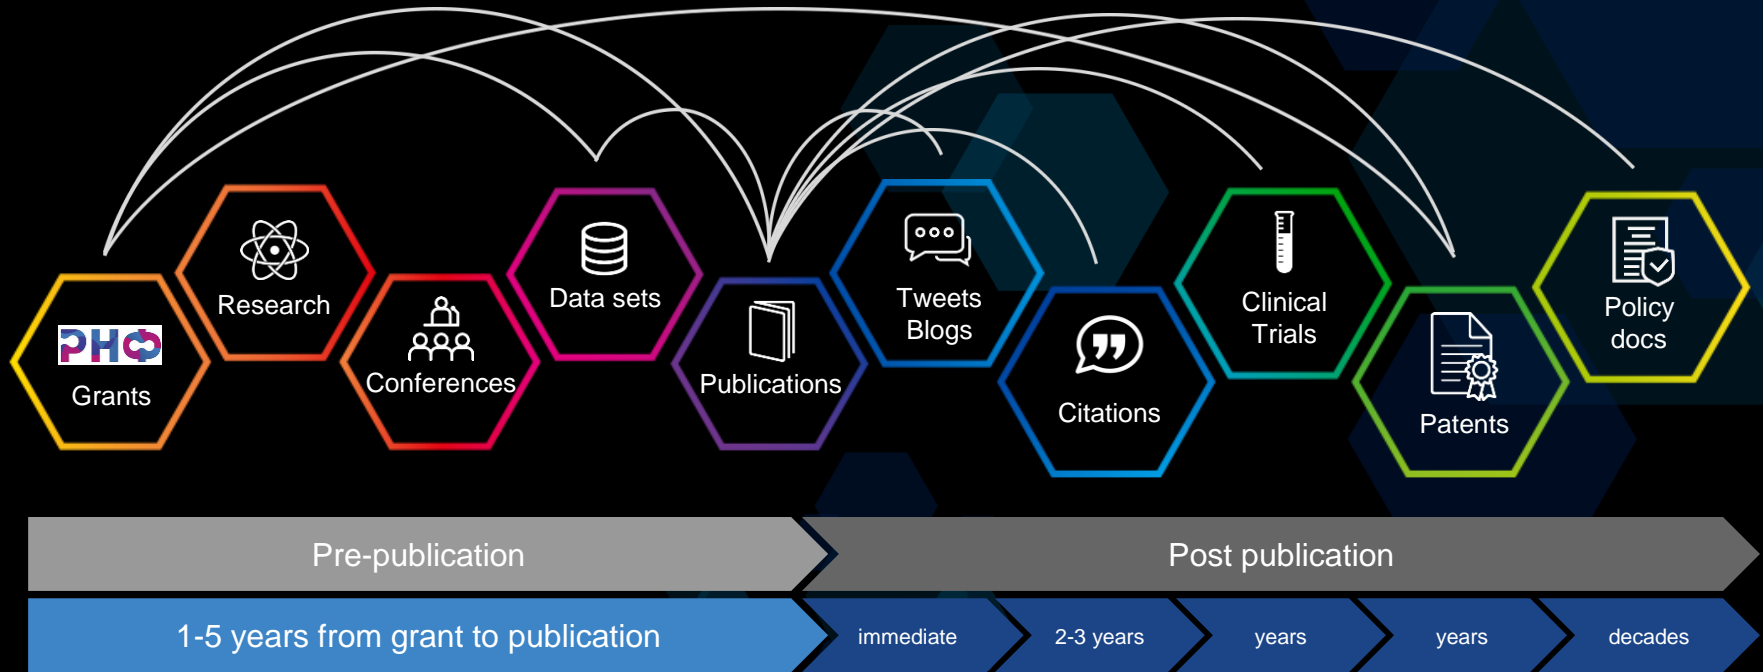 РНФ
Grants
Research
Conferences
Data sets
Publications
Tweets
Blogs
Citations
Clinical
Trials
Patents
Policy
docs
Pre-publication
Post publication
1-5 years from grant to publication
immediate
2-3 years
years
years
decades